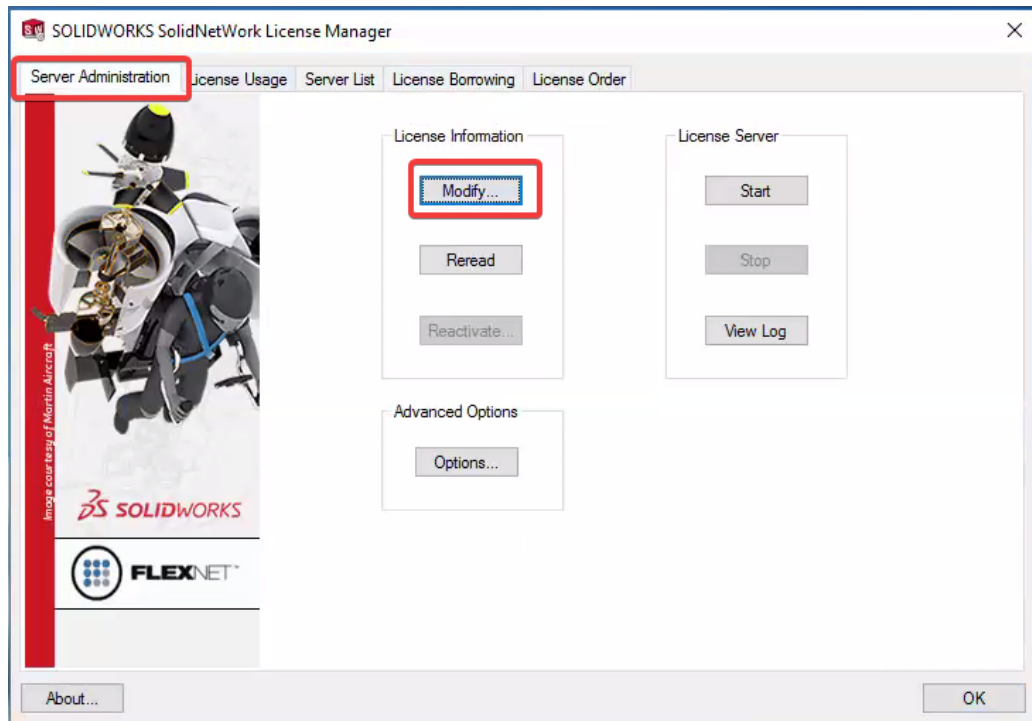 SOLIDWORKS SolidNetWork License Manager
Server Administration
License Usage
Server List
License Borrowing
License Order
License Information
Modify...
Reread
Reactivate...
License Server
Start
Stop
View Log
Advanced Options
Options...
Image courtesy of Martin Aircraft
SOLIDWORKS
FLEXNET
About...
OK